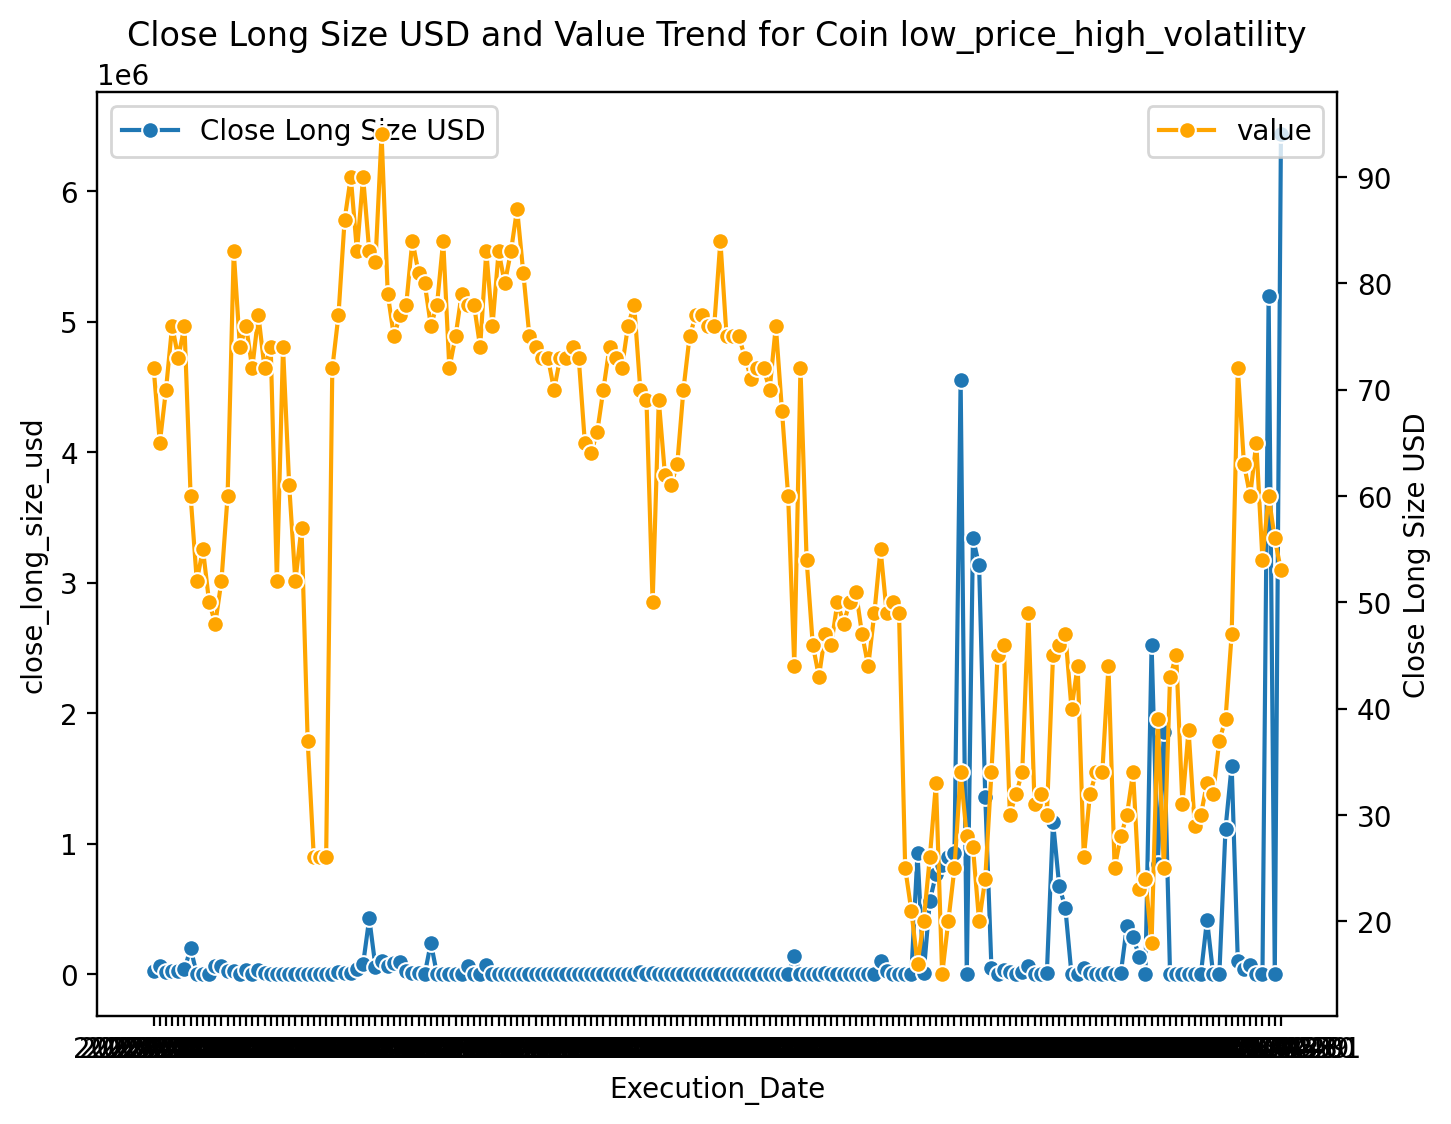 Close Long Size USD and Value Trend for Coin low_price_high_volatility
1e6
Close Long Size USD
value
6
5
4
3
2
1
0
90
80
70
60
50
40
30
20
close_long_size_usd
Close Long Size USD
Execution_Date